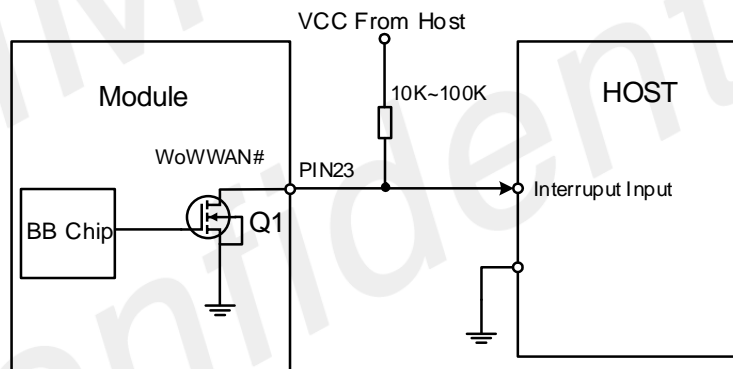 VCC From Host
Module
10K~100K
HOST
WoWWAN#
PIN23
Interruput Input
BB Chip
Q1